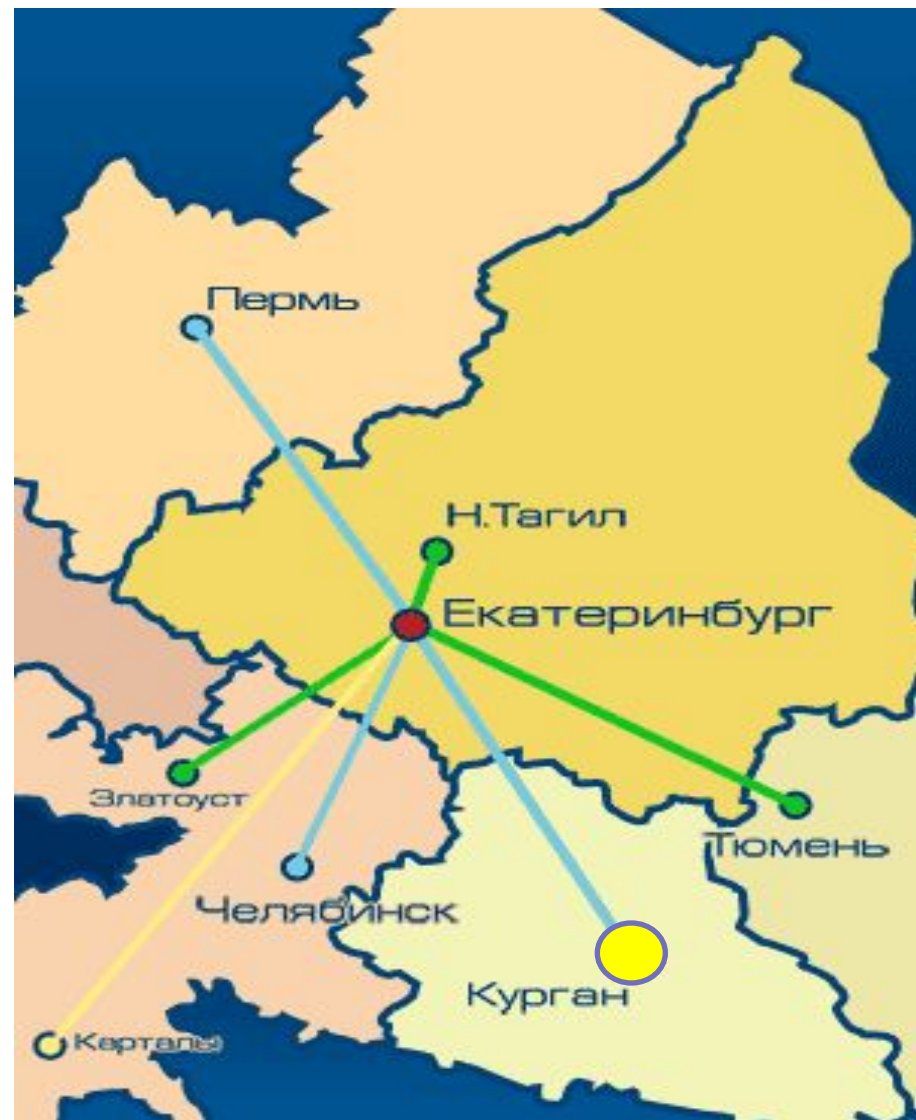 Пермь
Н.Тагил
Екатеринбург
Златоуст
Тюмень
Челябинск
Курган
Карталы